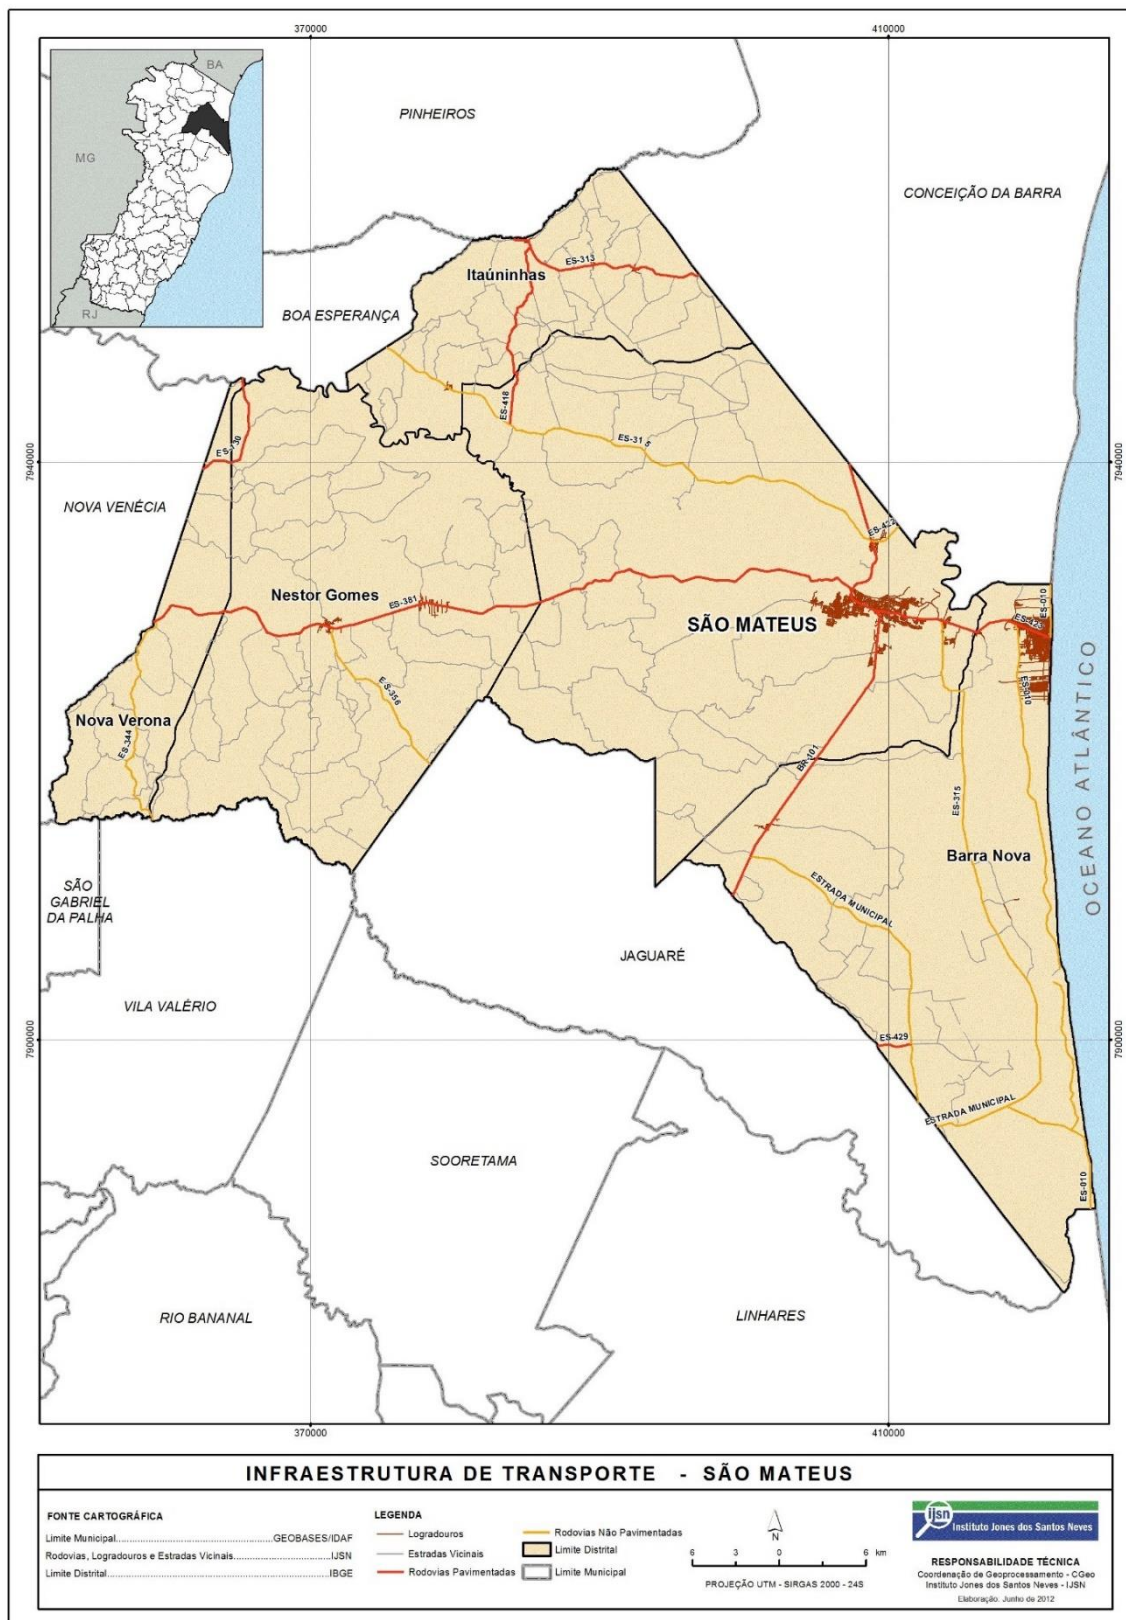 370000
410000
BA
MG
RJ
PINHEIROS
CONCEIÇÃO DA BARRA
Itaúninhas
ES-313
BOA ESPERANÇA
ES-418
ES-315
ES-130
7940000
7940000
NOVA VENÉCIA
ES-422
Nestor Gomes
ES-381
SÃO MATEUS
ES-010
ES-425
ES-010
ES-356
Nova Verona
ES-344
BR-101
ES-315
OCEANO ATLÂNTICO
Barra Nova
SÃO
GABRIEL
DA PALHA
ESTRADA MUNICIPAL
JAGUARÉ
VILA VALÉRIO
7900000
ES-429
7900000
ESTRADA MUNICIPAL
SOORETAMA
ES-010
RIO BANANAL
LINHARES
370000
410000
INFRAESTRUTURA DE TRANSPORTE - SÃO MATEUS
FONTE CARTOGRÁFICA
Limite Municipal............................GEOBASES/IDAF
Rodovias, Logradouros e Estradas Vicinais............................IJSN
Limite Distrital............................IBGE
LEGENDA
Logradouros
Estradas Vicinais
Rodovias Pavimentadas
Rodovias Não Pavimentadas
Limite Distrital
Limite Municipal
N
6 3 0 6 km
PROJEÇÃO UTM - SIRGAS 2000 - 24S
ijsn Instituto Jones dos Santos Neves
RESPONSABILIDADE TÉCNICA
Coordenação de Geoprocessamento - CGeo
Instituto Jones dos Santos Neves - IJSN
Elaboração: Junho de 2012